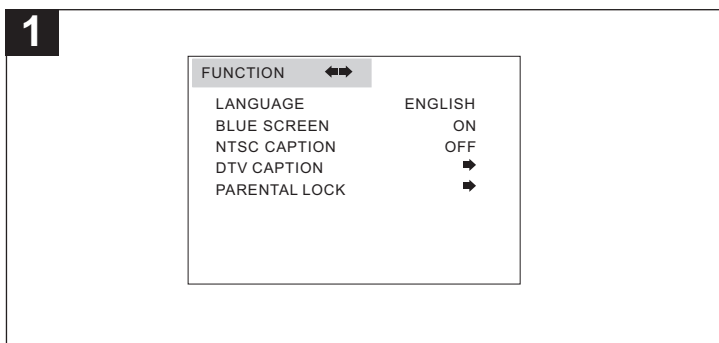 1
FUNCTION
LANGUAGE ENGLISH
BLUE SCREEN ON
NTSC CAPTION OFF
DTV CAPTION
PARENTAL LOCK